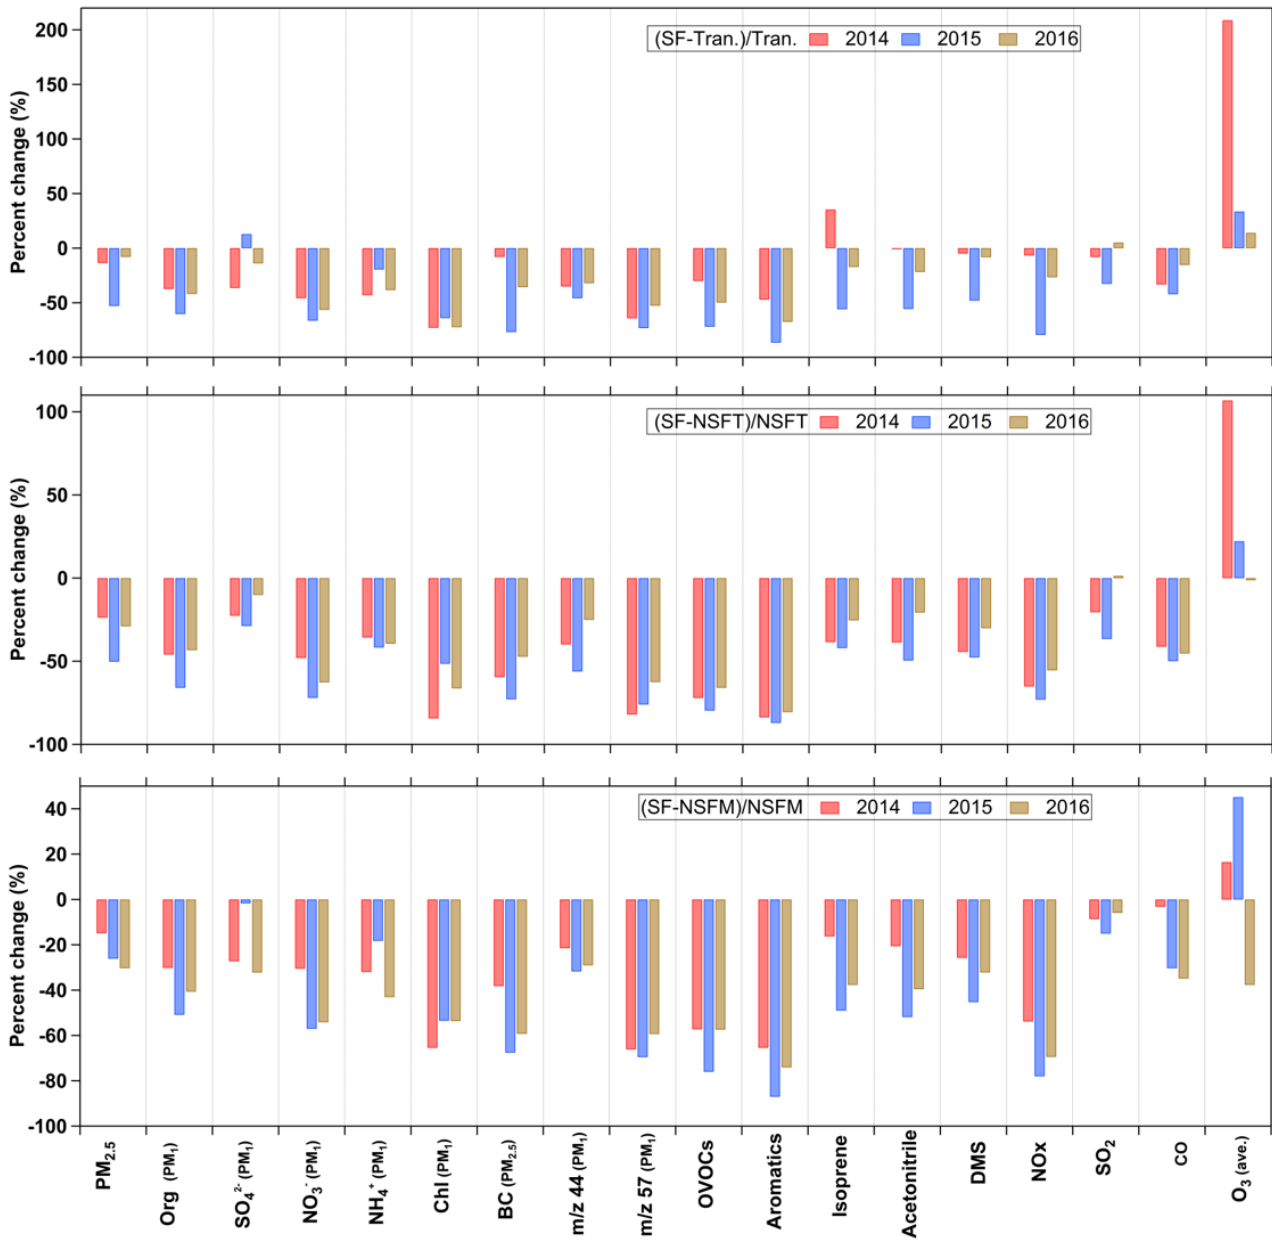 Percent change (%)
200
150
100
50
0
-50
-100
(SF-Tran.)/Tran. 2014 2015 2016
Percent change (%)
100
50
0
-50
-100
(SF-NSFT)/NSFT 2014 2015 2016
Percent change (%)
40
20
0
-20
-40
-60
-80
-100
(SF-NSFM)/NSFM 2014 2015 2016
PM2.5
Org (PM1)
SO4 2- (PM1)
NO3 - (PM1)
NH4 + (PM1)
Chl (PM1)
BC (PM2.5)
m/z 44 (PM1)
m/z 57 (PM1)
OVOCs
Aromatics
Isoprene
Acetonitrile
DMS
NOx
SO2
CO
O3 (ave.)